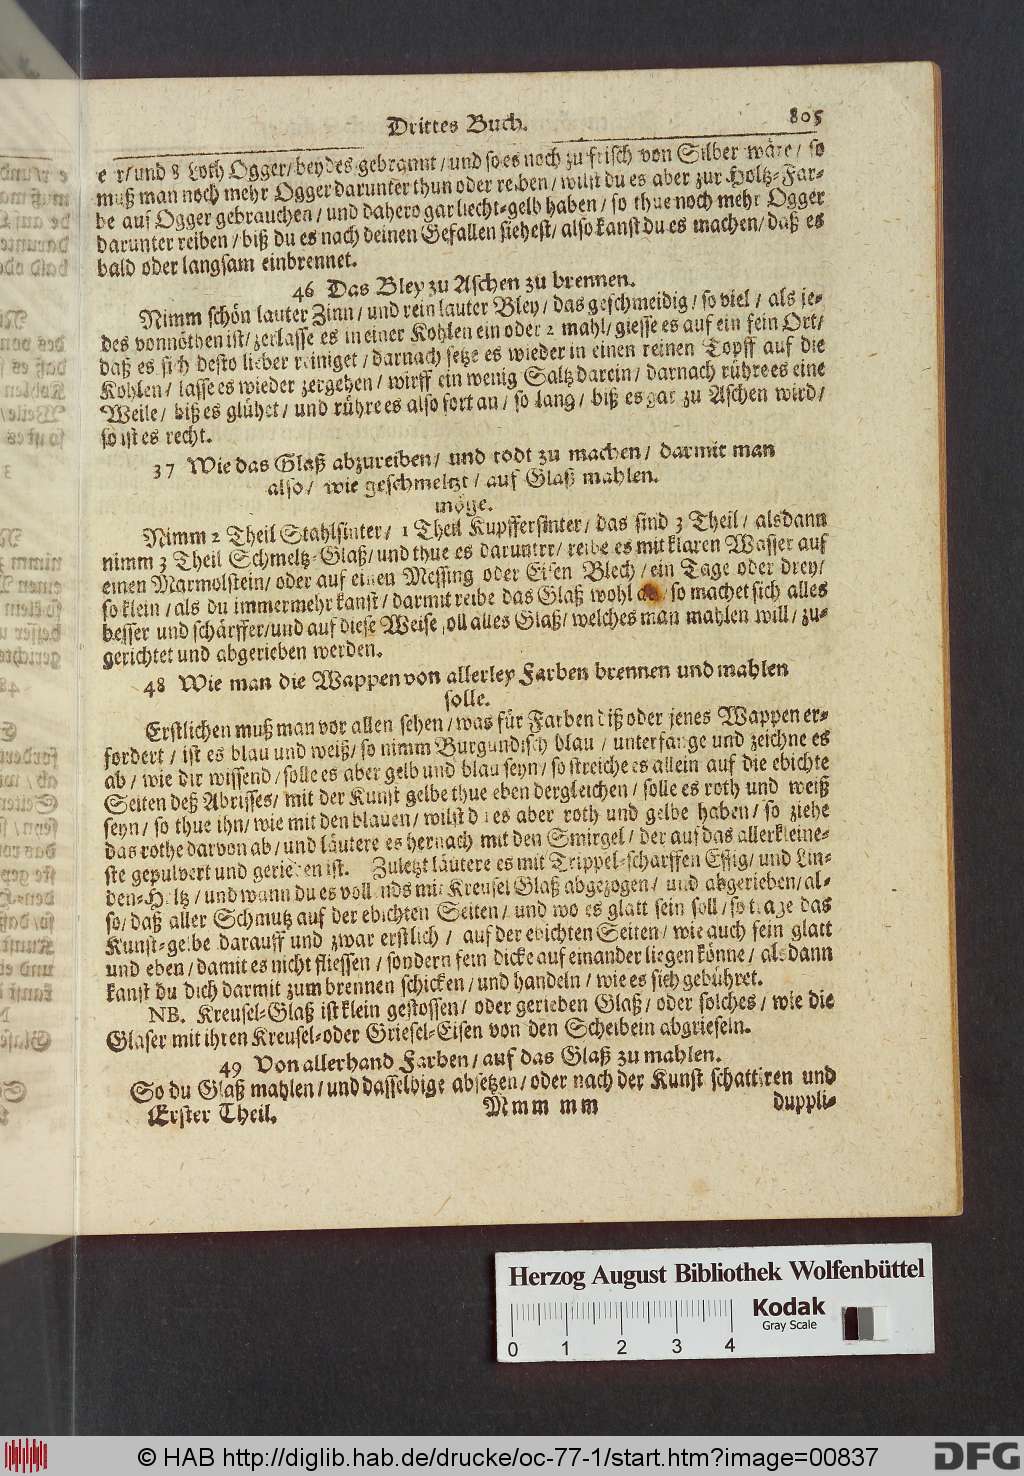 Drittes Buch. 805
e r/ und 8 Loth Ogger/ beydes gebrannt/ und so es noch zu frisch von Silber wäre/ so
muß man noch mehr Ogger darunter thun oder reiben/ wilst du es aber zur Holtz-Far-
be auf Ogger gebrauchen/ und dahero gar liecht-gelb haben/ so thue noch mehr Ogger
darunter reiben/ biß du es nach deinen Gefallen siehest/ also kanst du es machen/ daß es
bald oder langsam einbrennet.
46 Das Bley zu Aschen zu brennen.
Nimm schön lauter Zinn/ und rein lauter Bley/ das geschmeidig/ so viel/ als je-
des vonnöthen ist/ zerlasse es in einer Kohlen ein oder 2 mahl/ giesse es auf ein fein Ort/
daß es sich desto lieber reiniget/ darnach setze es wieder in einen reinen Topff auf die
Kohlen/ lasse es wieder zergehen/ wirff ein wenig Saltz darein/ darnach rühre es eine
Weile/ biß es glühet/ und rühre es also fort an/ so lang/ biß es gar zu Aschen wird/
so ist es recht.
37 Wie das Glaß abzureiben/ und todt zu machen/ darmit man
also/ wie geschmeltzt/ auf Glaß mahlen.
möge.
Nimm 2 Theil Stahlsinter/ 1 Theil Kupffersinter/ das sind 3 Theil/ alsdann
nimm 3 Theil Schmeltz-Glaß/ und thue es darunter/ reibe es mit klaren Wasser auf
einen Marmolstein/ oder auf einen Messing oder Eisen Blech/ ein Tage oder drey/
so klein/ als du immermehr kanst/ darmit reibe das Glaß wohl ab/ so machet sich alles
besser und schärffer/ und auf diese Weise soll alles Glaß/ welches man mahlen will/ zu-
gerichtet und abgerieben werden.
48 Wie man die Wappen von allerley Farben brennen und mahlen
solle.
Erstlichen muß man vor allen sehen/ was für Farben diß oder jenes Wappen er-
fordert/ ist es blau und weiß/ so nimm Burgundisch blau/ unterfange und zeichne es
ab/ wie dir wissend/ solle es aber gelb und blau seyn/ so streiche es allein auf die ebichte
Seiten deß Abrisses/ mit der Kunst gelbe thue eben dergleichen/ solle es roth und weiß
seyn/ so thue ihn/ wie mit den blauen/ wilst du es aber roth und gelbe haben/ so ziehe
das rothe darvon ab/ und läutere es hernach mit den Smirgel/ der auf das allerkleine-
ste gepulvert und gerieben ist. Zuletzt läutere es mit Trippel-scharffen Essig/ und Lin-
den-Holtz/ und wann du es vollends mit Kreusel Glaß abgezogen/ und abgerieben/ al-
so/ daß aller Schmutz auf der ebichten Seiten/ und wo es glatt sein soll/ so trage das
Kunst-gelbe darauff und zwar erstlich/ auf der ebichten Seiten/ wie auch fein glatt
und eben/ damit es nicht fliessen/ sondern fein dicke auf einander liegen könne/ alsdann
kanst du dich darmit zum brennen schicken/ und handeln/ wie es sich gebühret.
NB. Kreusel-Glaß ist klein gestossen/ oder gerieben Glaß/ oder solches/ wie die
Glaser mit ihren Kreusel-oder Griesel-Eisen von den Scheibein abgrieseln.
49 Von allerhand Farben/ auf das Glaß zu mahlen.
So du Glaß mahlen/ und dasselbige absetzen/ oder nach der Kunst schattiren und
Erster Theil. Mmm mm duppli-
Herzog August Bibliothek Wolfenbüttel
Kodak
Gray Scale
0 1 2 3 4
© HAB http://diglib.hab.de/drucke/oc-77-1/start.htm?image=00837
DFG